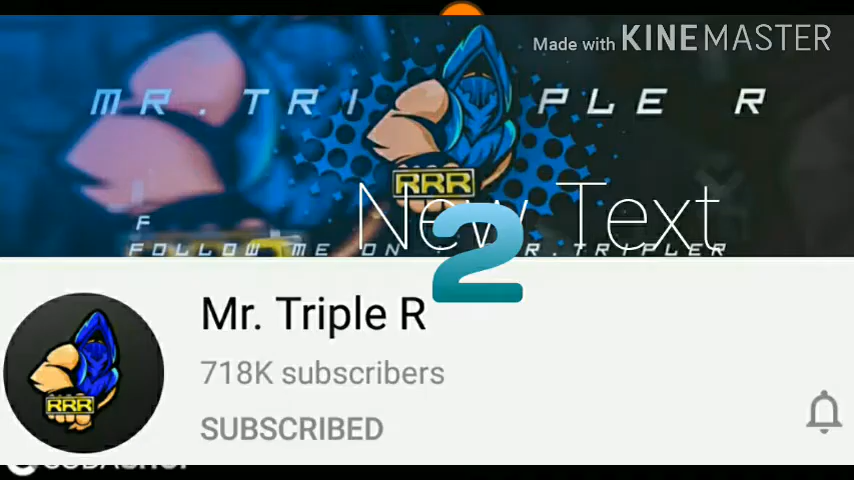 Made with KINEMASTER
MR.TRI PLE R
RRR
New Text
2
F
FOLLOW ME ON : MR.TRIPLER
Mr. Triple R
718K subscribers
RRR
SUBSCRIBED